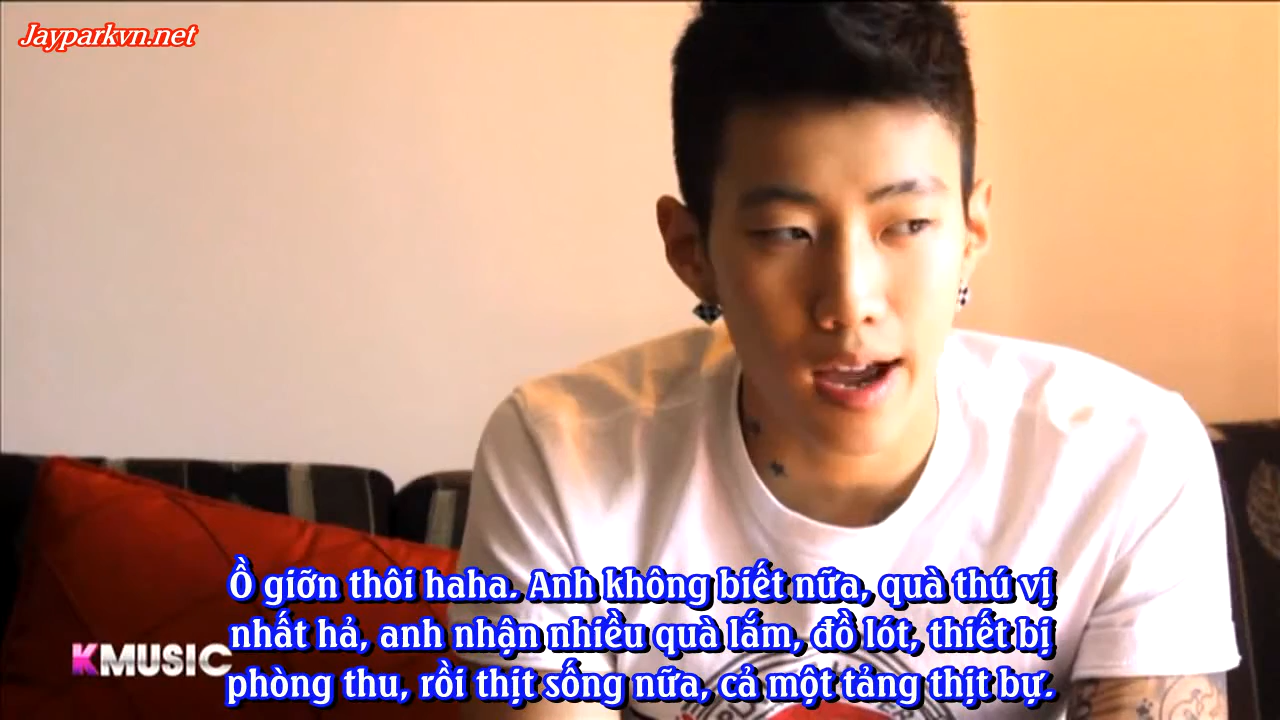 Jayparkvn.net
Ồ giỡn thôi haha. Anh không biết nữa, quà thú vị
nhất hả, anh nhận nhiều quà lắm, đồ lót, thiết bị
KMUSIC
phòng thu, rồi thịt sống nữa, cả một tảng thịt bự.